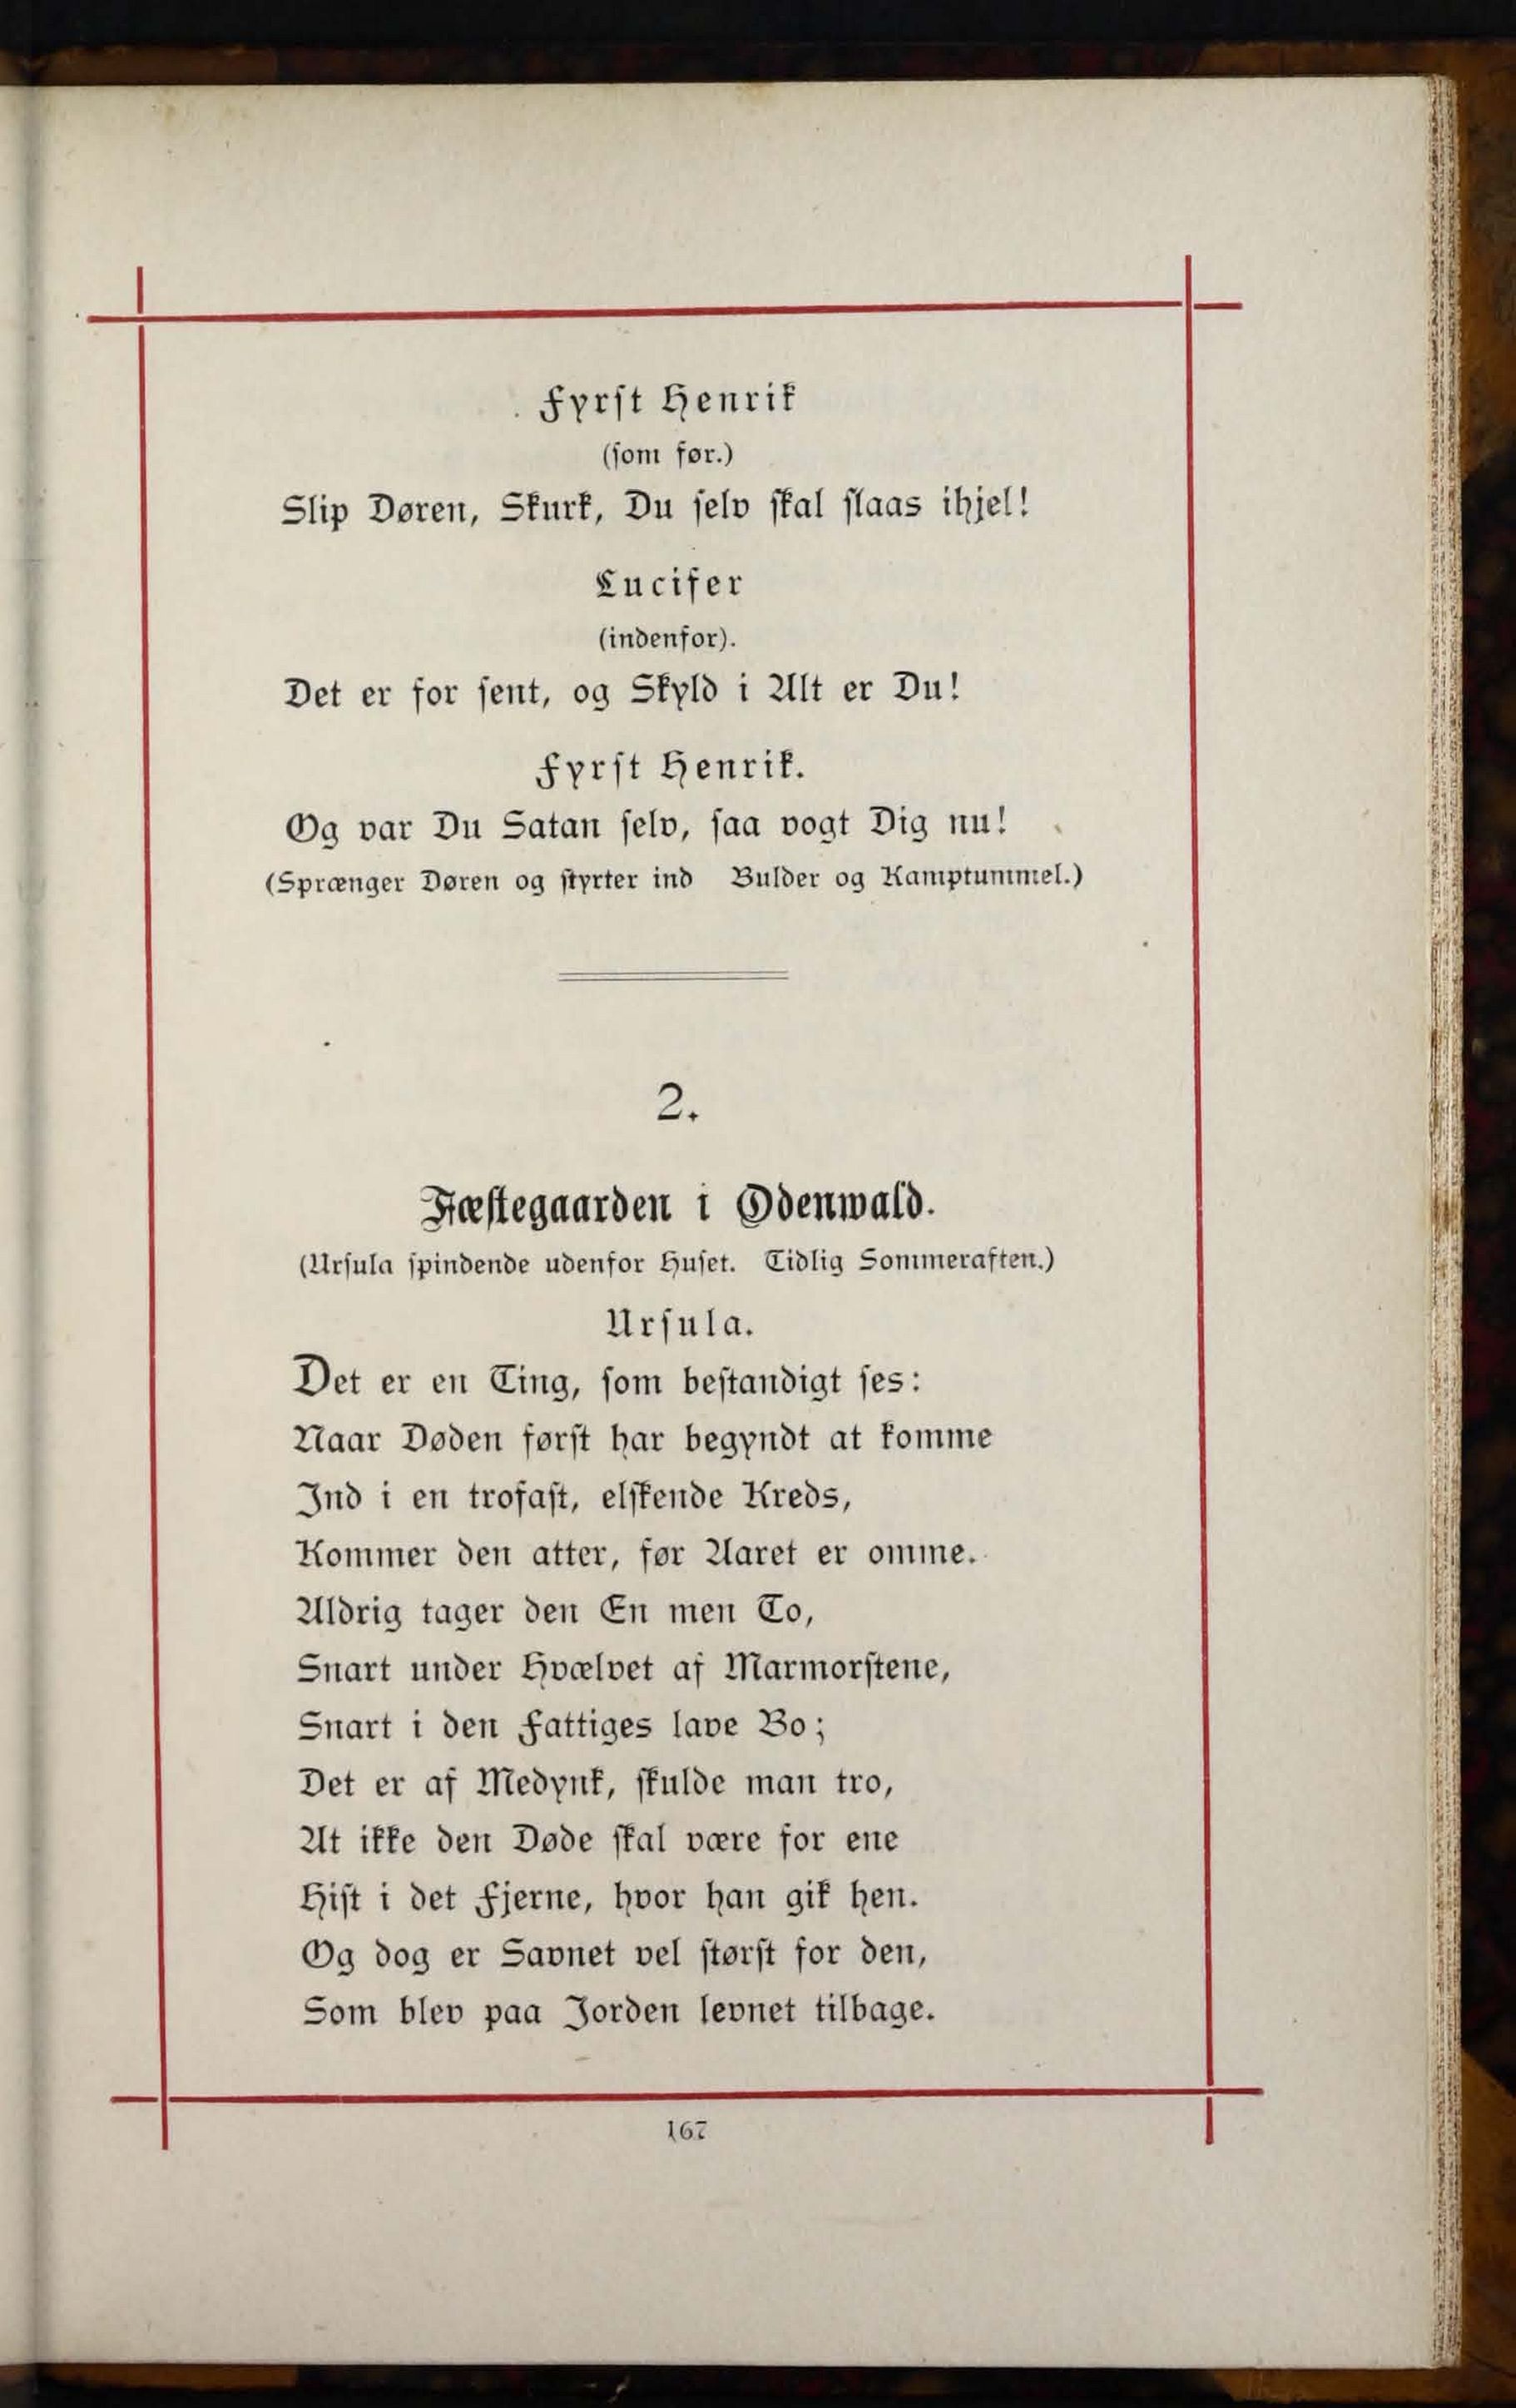 Fyrst Henrik
(som før.)
Slip Døren, Skurk, Du selv skal slaas ihjel!
Lucifer
(indenfor).
Det er for sent, og Skyld i Alt er Du!
Fyrst Henrik.
Og var Du Satan selv, saa vogt Dig nu!
(Sprænger Døren og styrter ind Bulder og Kamptummel.)
2.
Fæstegaarden i Odenwald.
(Ursula spindende udenfor Huset. Tidlig Sommeraften.)
Ursula.
Det er en Ting, som bestandigt ses:
Naar Døden først har begyndt at komme
Ind i en trofast, elskende Kreds,
Kommer den atter, før Aaret er omme.
Aldrig tager den En men To,
Snart under Hvælvet af Marmorstene,
Snart i den Fattiges lave Bo;
Det er af Medynk, skulde man tro,
At ikke den Døde skal være for ene
Hist i det Fjerne, hvor han gik hen.
Og dog er Savnet vel størst for den,
Som blev paa Jorden levnet tilbage.
167